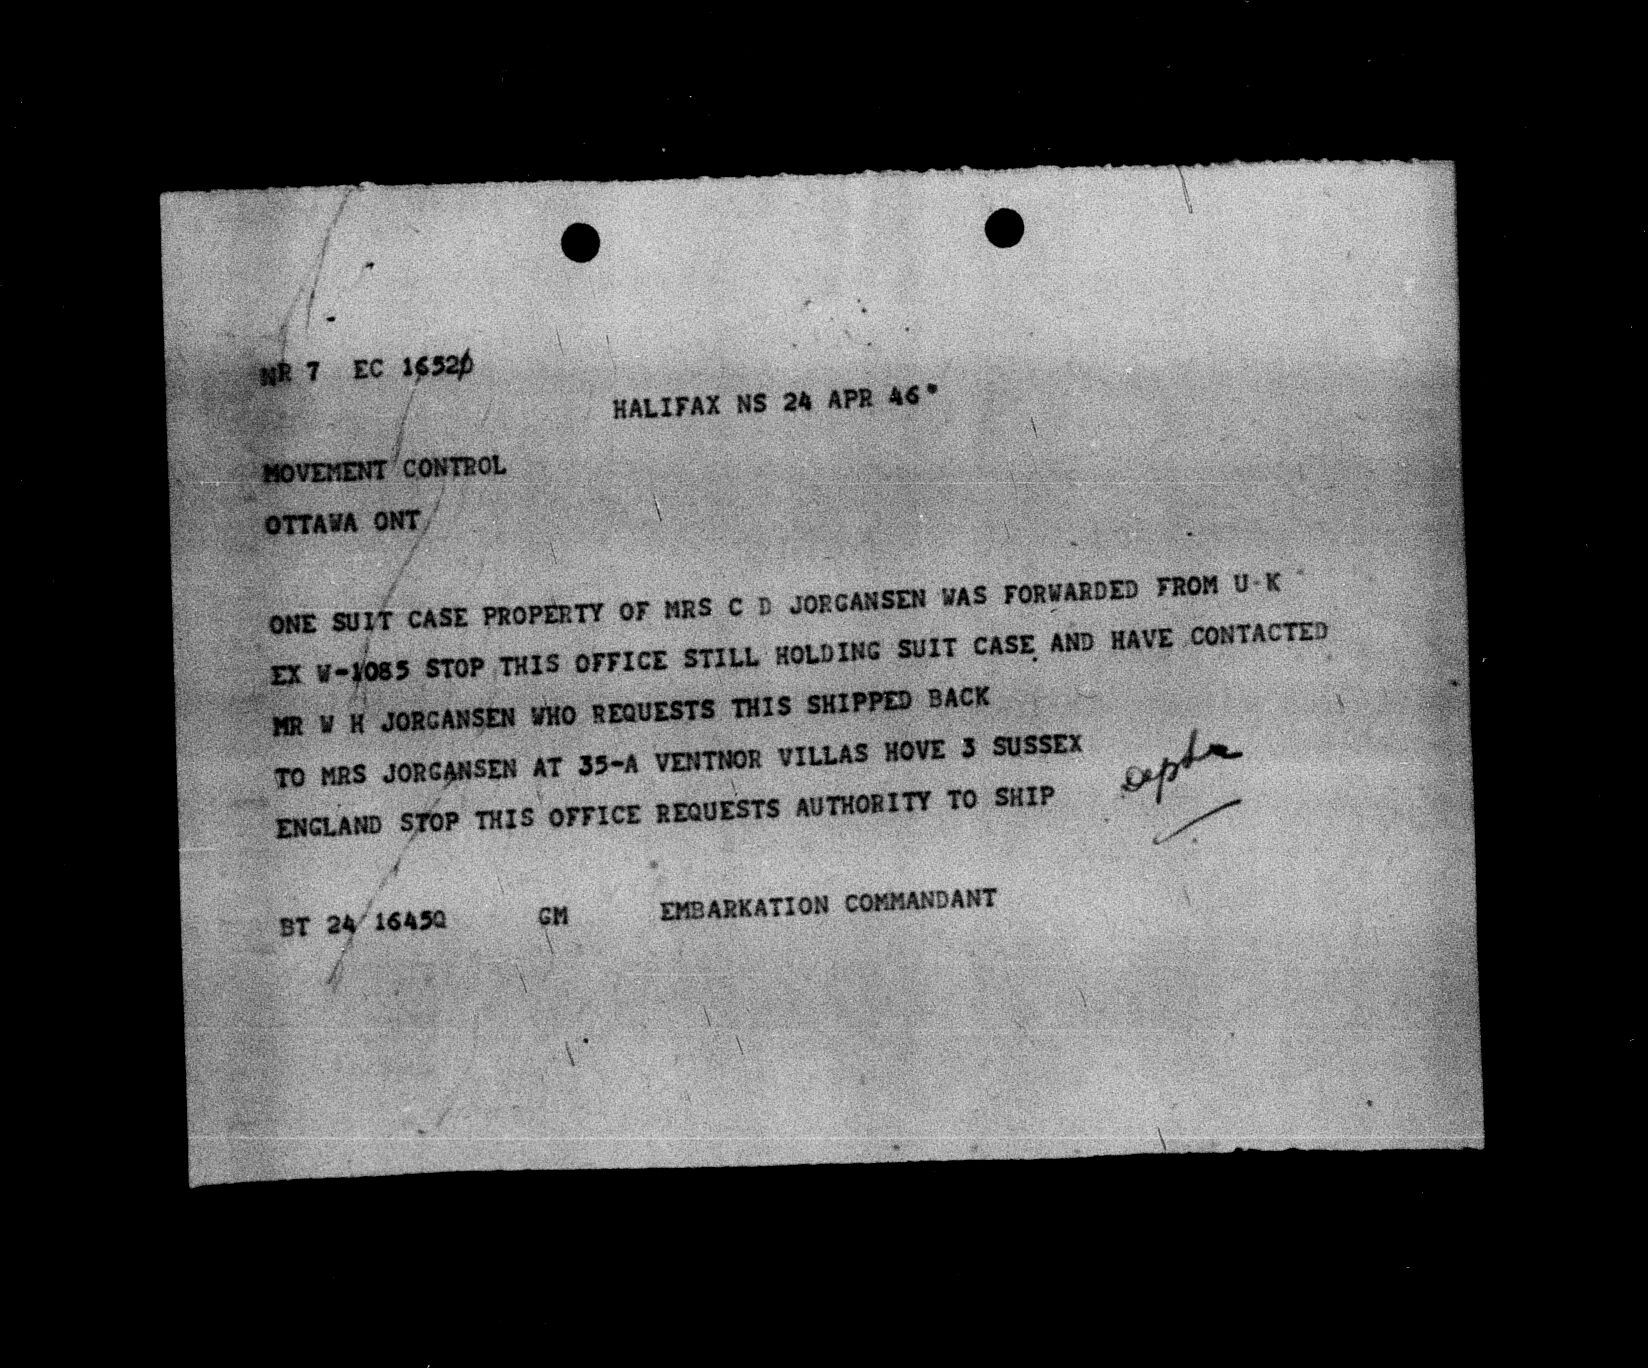 NR 7 EC 16520
HALIFAX NS 24 APR 46
MOVEMENT CONTROL
OTTAWA ONT
ONE SUIT CASE PROPERTY OF MRS C D JORGANSEN WAS FORWARDED FROM U K
EX W-1085 STOP THIS OFFICE STILL HOLDING SUIT CASE AND HAVE CONTACTED
MR W H JORGANSEN WHO REQUESTS THIS SHIPPED BACK
TO MRS JORGANSEN AT 35-A VENTNOR VILLAS HOVE 3 SUSSEX
ENGLAND STOP THIS OFFICE REQUESTS AUTHORITY TO SHIP
BT 24 1645Q GM EMBARKATION COMMANDANT